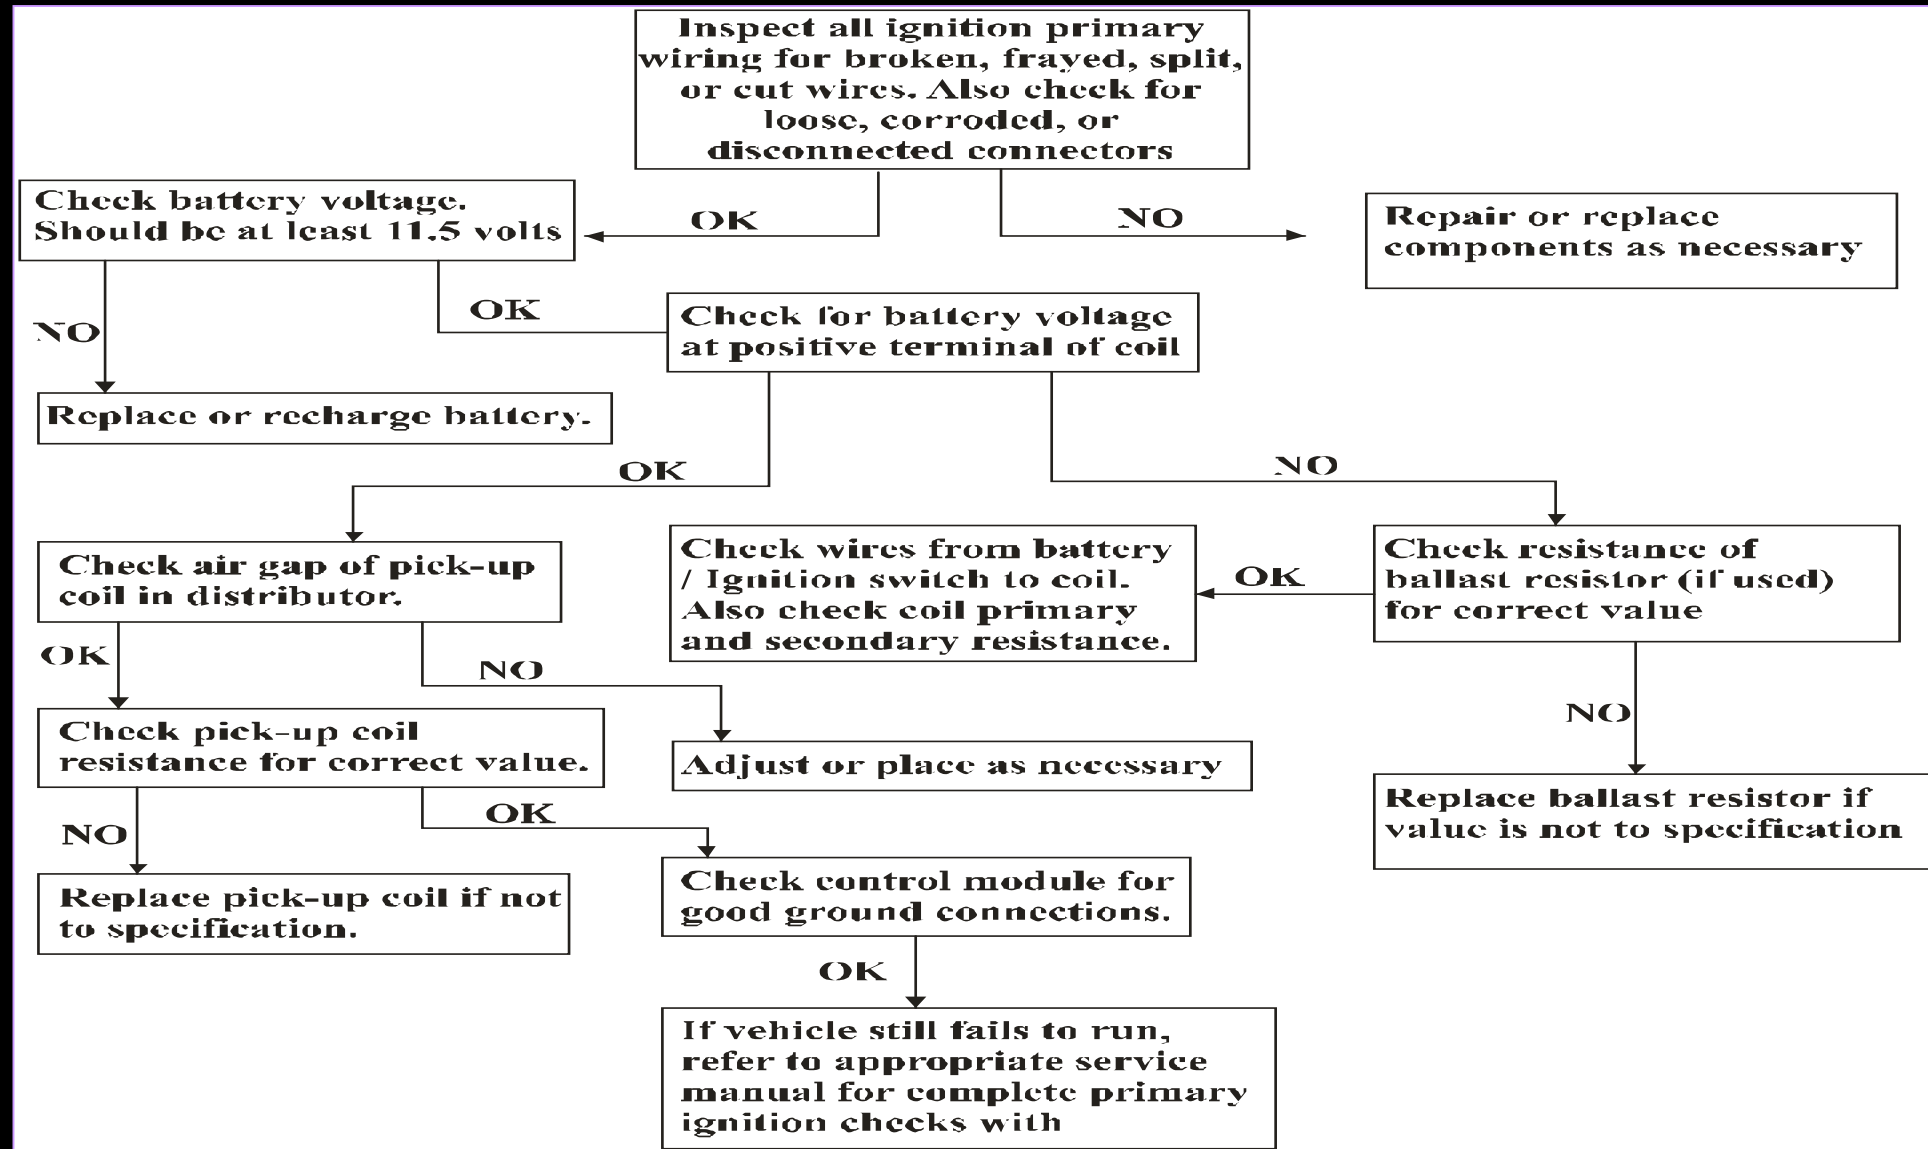 Inspect all ignition primary
wiring for broken, frayed, split,
or cut wires. Also check for
loose, corroded, or
disconnected connectors
Check battery voltage.
Should be at least 11.5 volts
OK
NO
Repair or replace
components as necessary
NO
OK
Check for battery voltage
at positive terminal of coil
Replace or recharge battery.
OK
NO
Check air gap of pick-up
coil in distributor.
Check wires from battery
/ Ignition switch to coil.
Also check coil primary
and secondary resistance.
OK
Check resistance of
ballast resistor (if used)
for correct value
OK
NO
NO
Check pick-up coil
resistance for correct value.
Adjust or place as necessary
Replace ballast resistor if
value is not to specification
NO
OK
Replace pick-up coil if not
to specification.
Check control module for
good ground connections.
OK
If vehicle still fails to run,
refer to appropriate service
manual for complete primary
ignition checks with